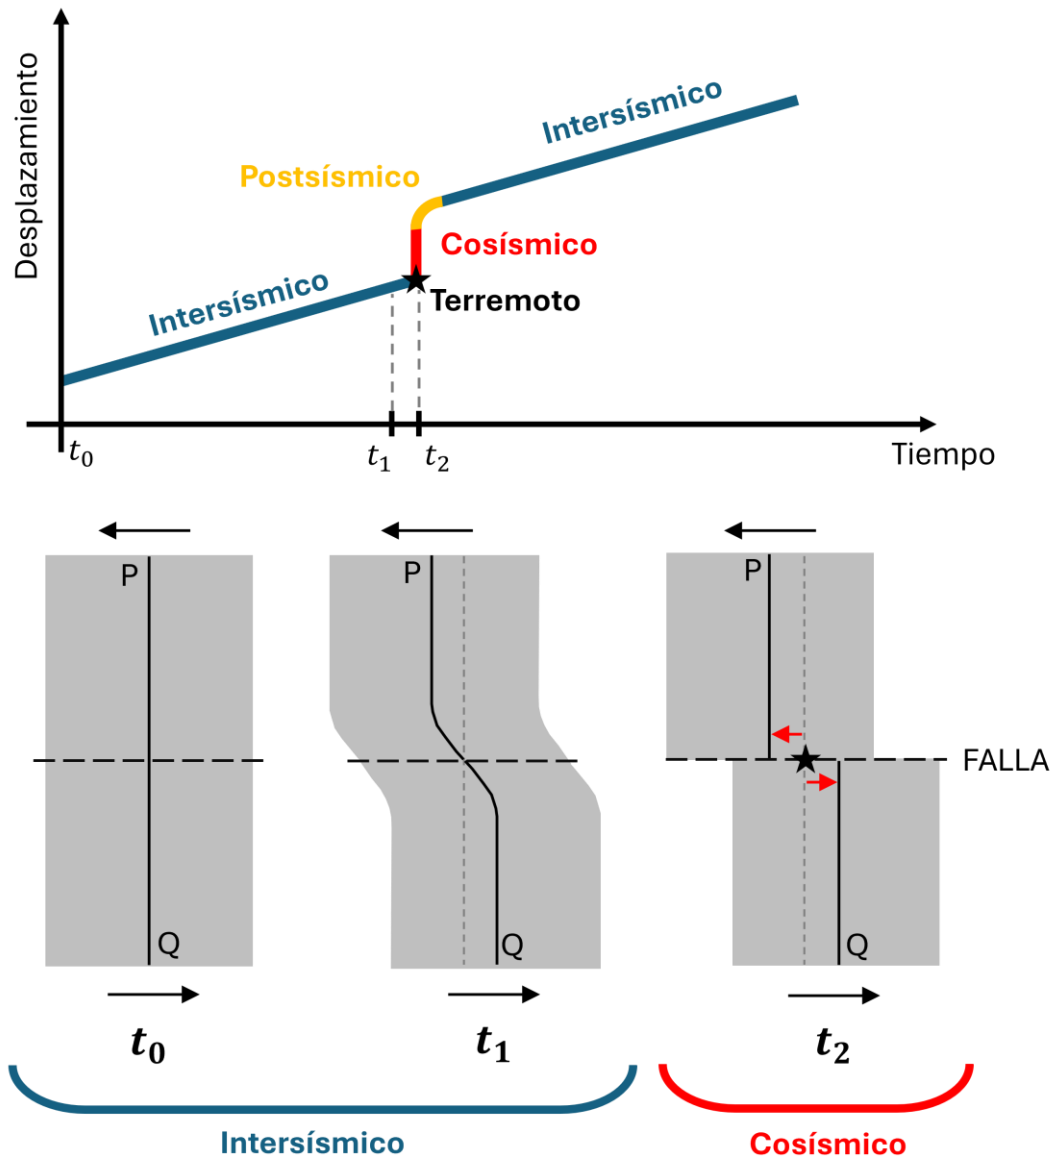 Desplazamiento
Intersísmico
Postsísmico
Cosísmico
Intersísmico
Terremoto
t0
t1
t2
Tiempo
P
P
P
FALLA
Q
Q
Q
t0
t1
t2
Intersísmico
Cosísmico